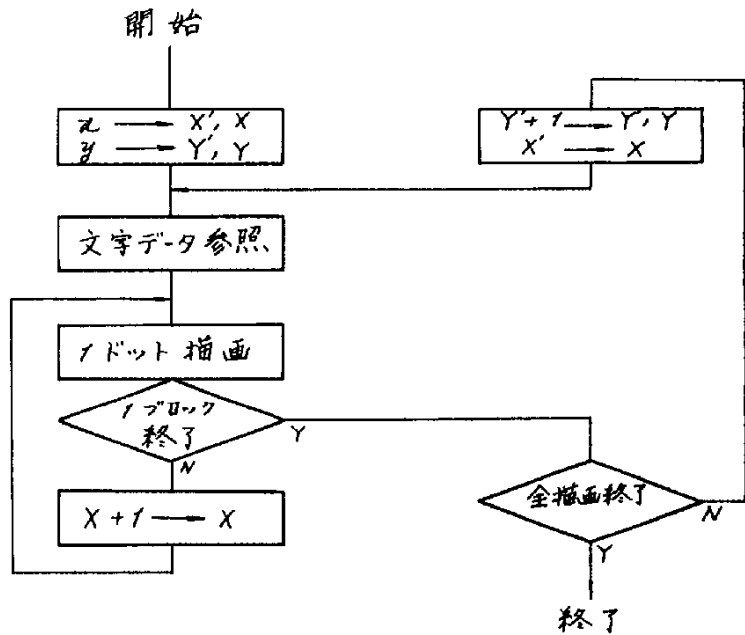 開始
x → X', X
y → Y', Y
Y'+1 → Y', Y
X' → X
文字データ参照
1ドット描画
1ブロック
終了
Y
N
X+1 → X
全描画終了
N
Y
終了